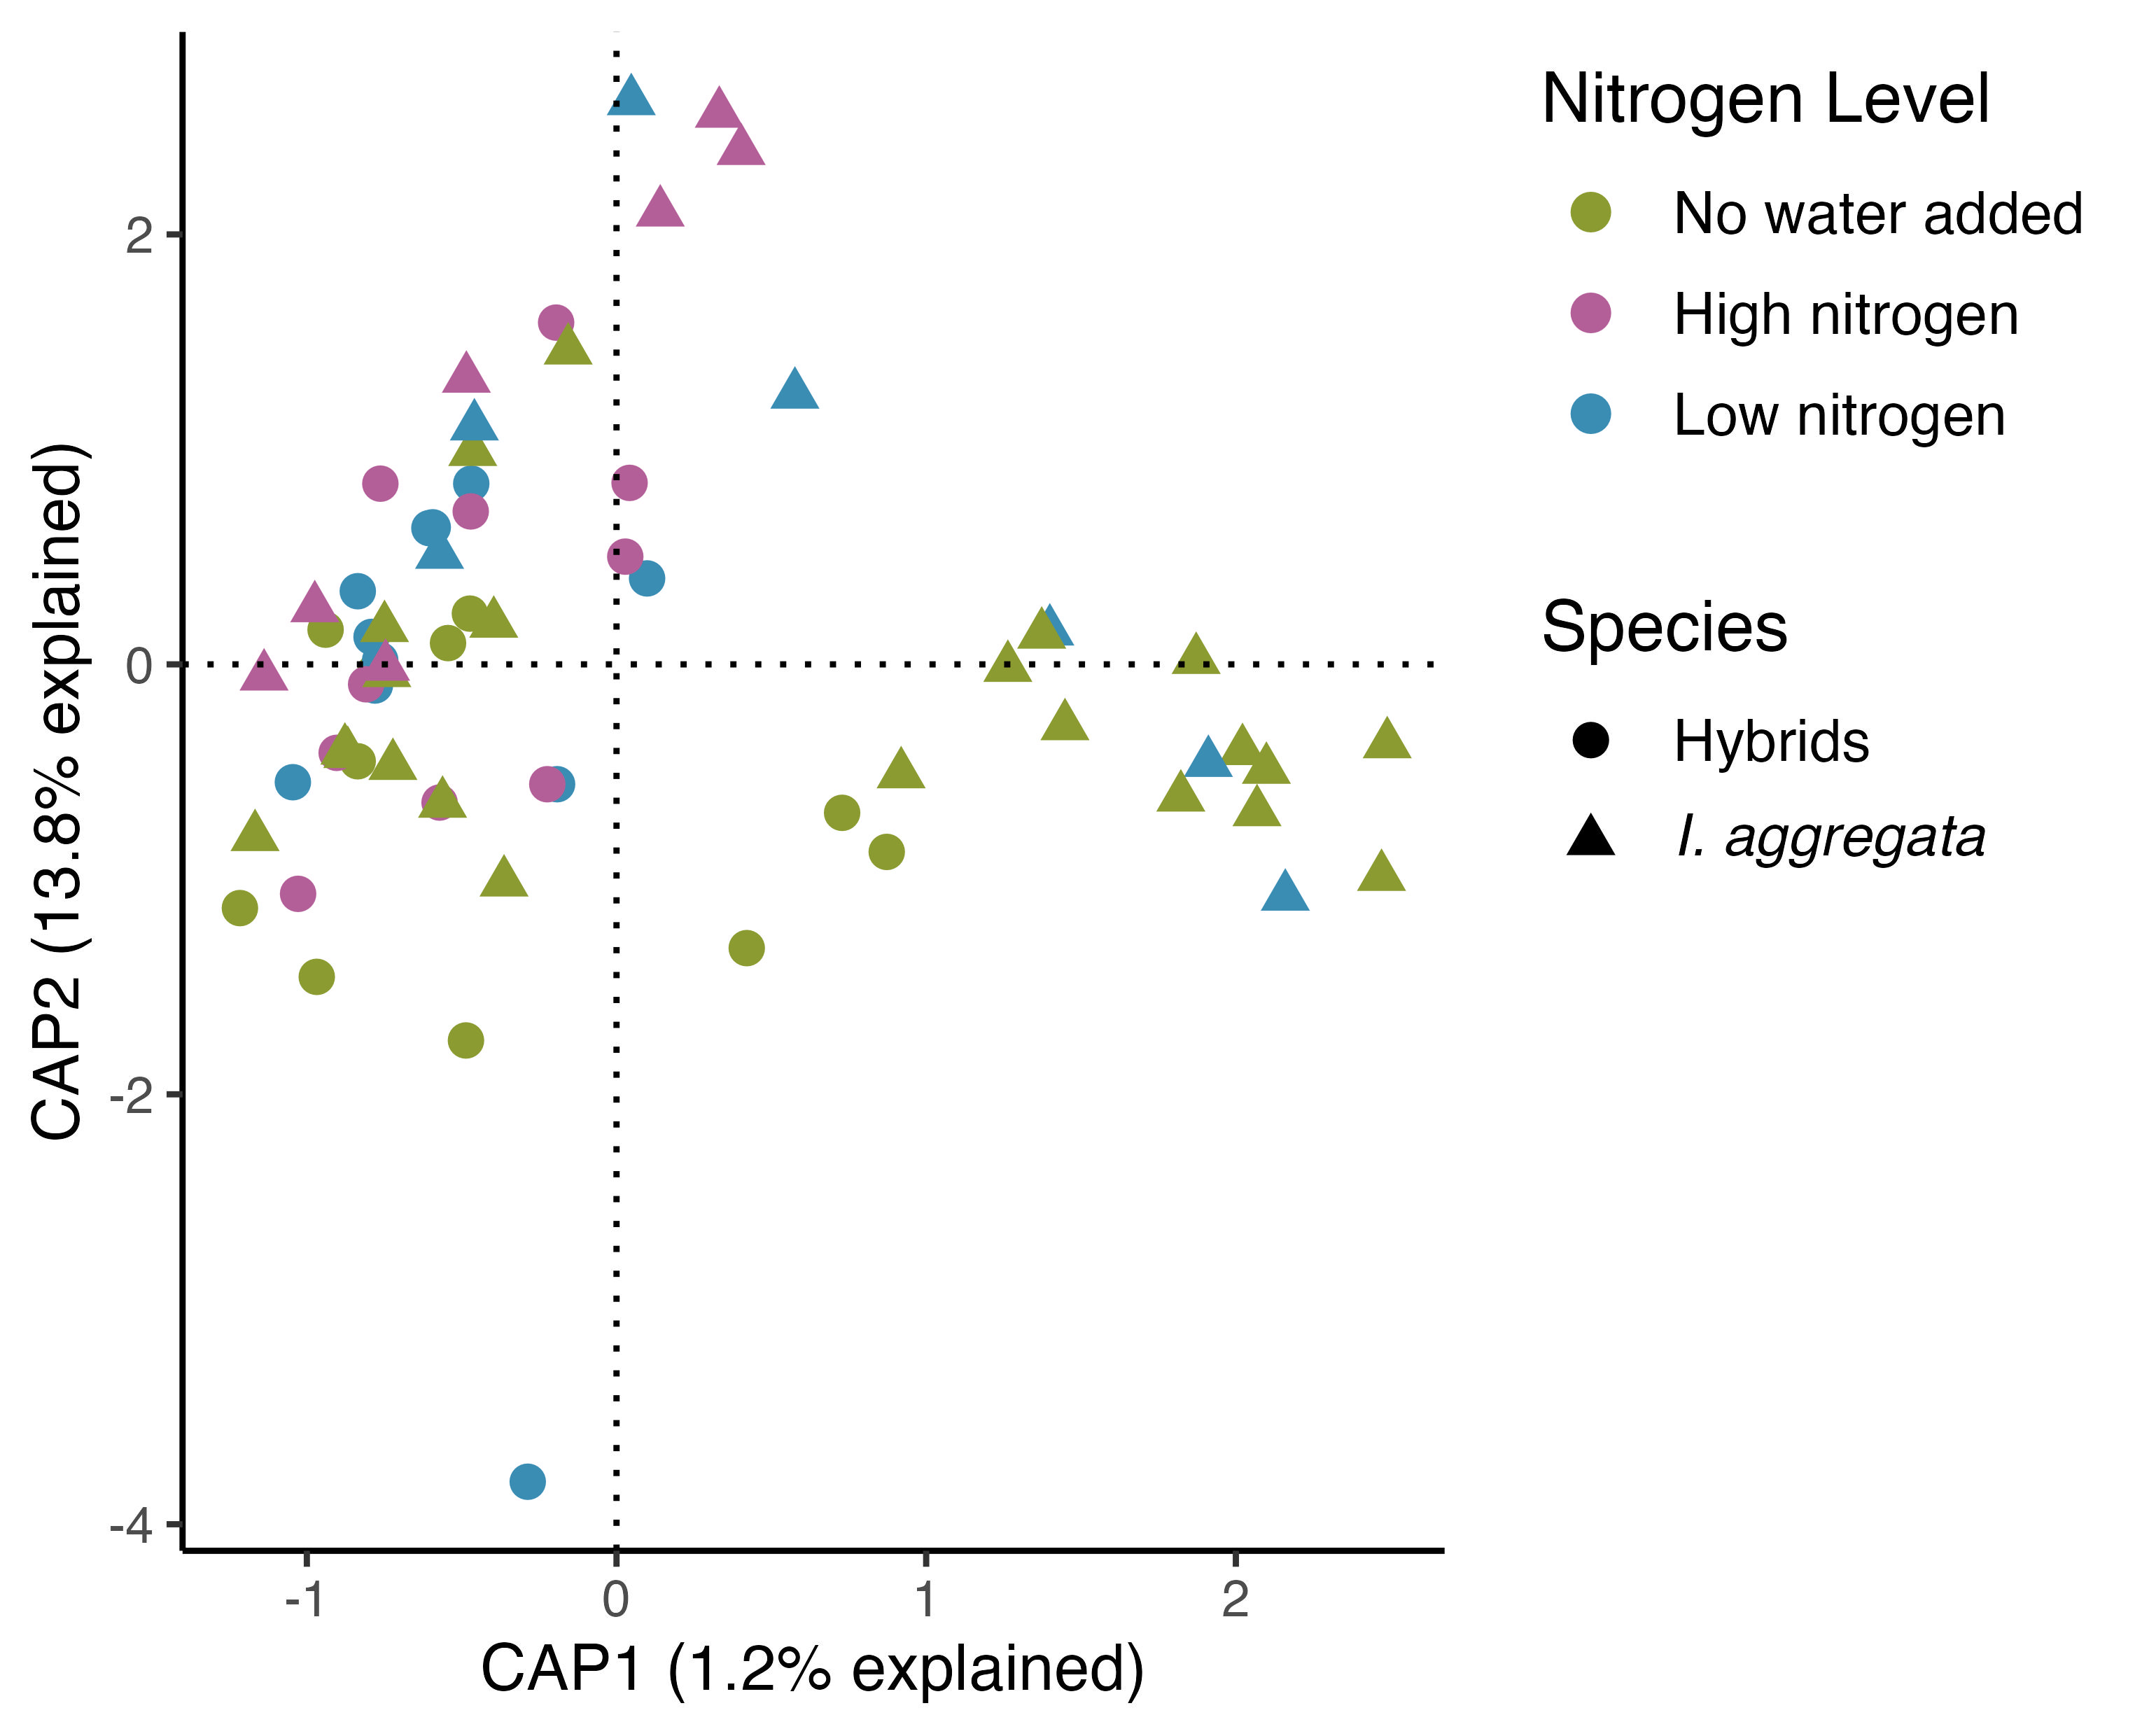 Nitrogen Level
No water added
High nitrogen
Low nitrogen
Species
Hybrids
I. aggregata
CAP2 (13.8% explained)
2
0
-2
-4
-1
0
1
2
CAP1 (1.2% explained)